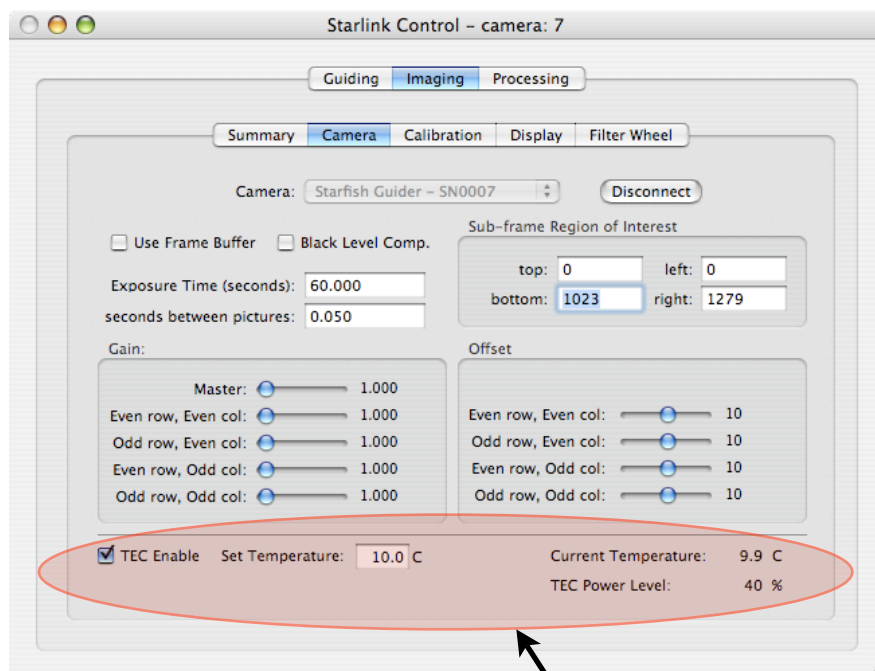 Starlink Control – camera: 7
Guiding Imaging Processing
Summary Camera Calibration Display Filter Wheel
Camera: Starfish Guider – SN0007 Disconnect
Use Frame Buffer Black Level Comp.
Exposure Time (seconds): 60.000
seconds between pictures: 0.050
Sub-frame Region of Interest
top: 0 left: 0
bottom: 1023 right: 1279
Gain:
Master: 1.000
Even row, Even col: 1.000
Odd row, Even col: 1.000
Even row, Odd col: 1.000
Odd row, Odd col: 1.000
Offset
Even row, Even col: 10
Odd row, Even col: 10
Even row, Odd col: 10
Odd row, Odd col: 10
TEC Enable Set Temperature: 10.0 C
Current Temperature: 9.9 C
TEC Power Level: 40 %